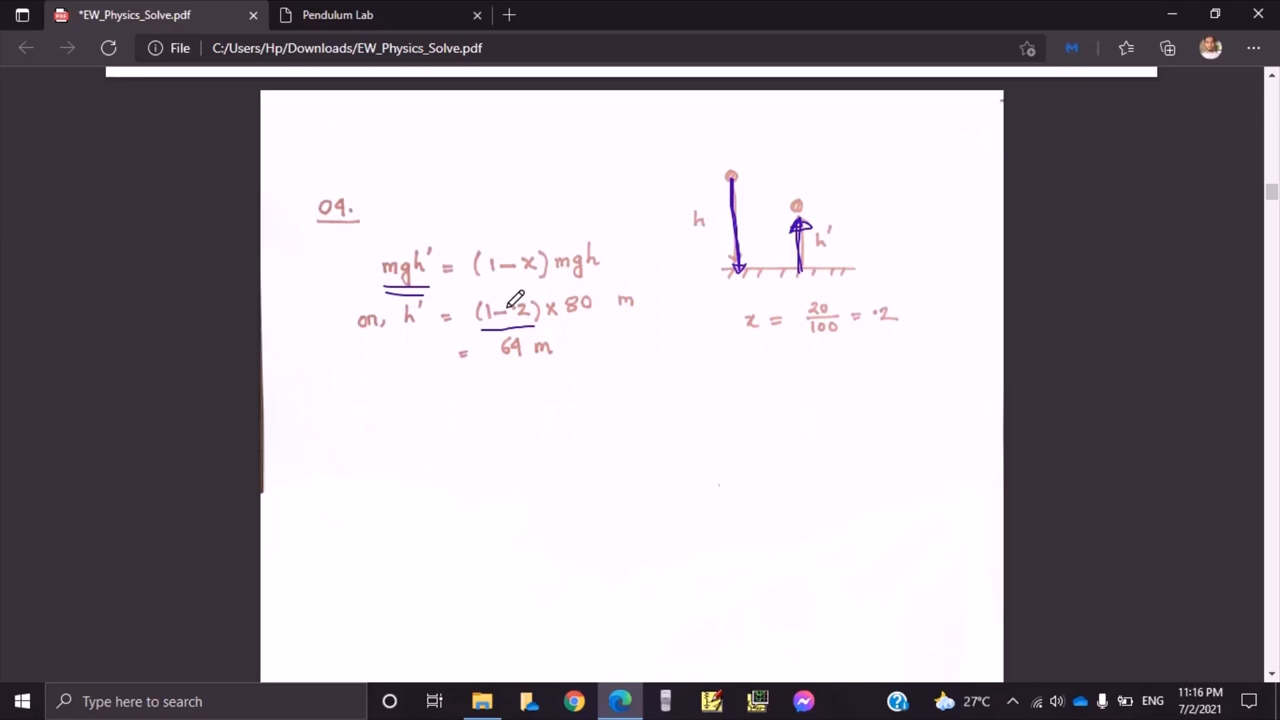 *EW_Physics_Solve.pdf
Pendulum Lab
File
C:/Users/Hp/Downloads/EW_Physics_Solve.pdf
04.
mgh' = (1-x) mgh
or, h' = (1-.2) × 80 m
= 64 m
h
h'
x = 20/100 = .2
Type here to search
27°C
ENG
11:16 PM
7/2/2021